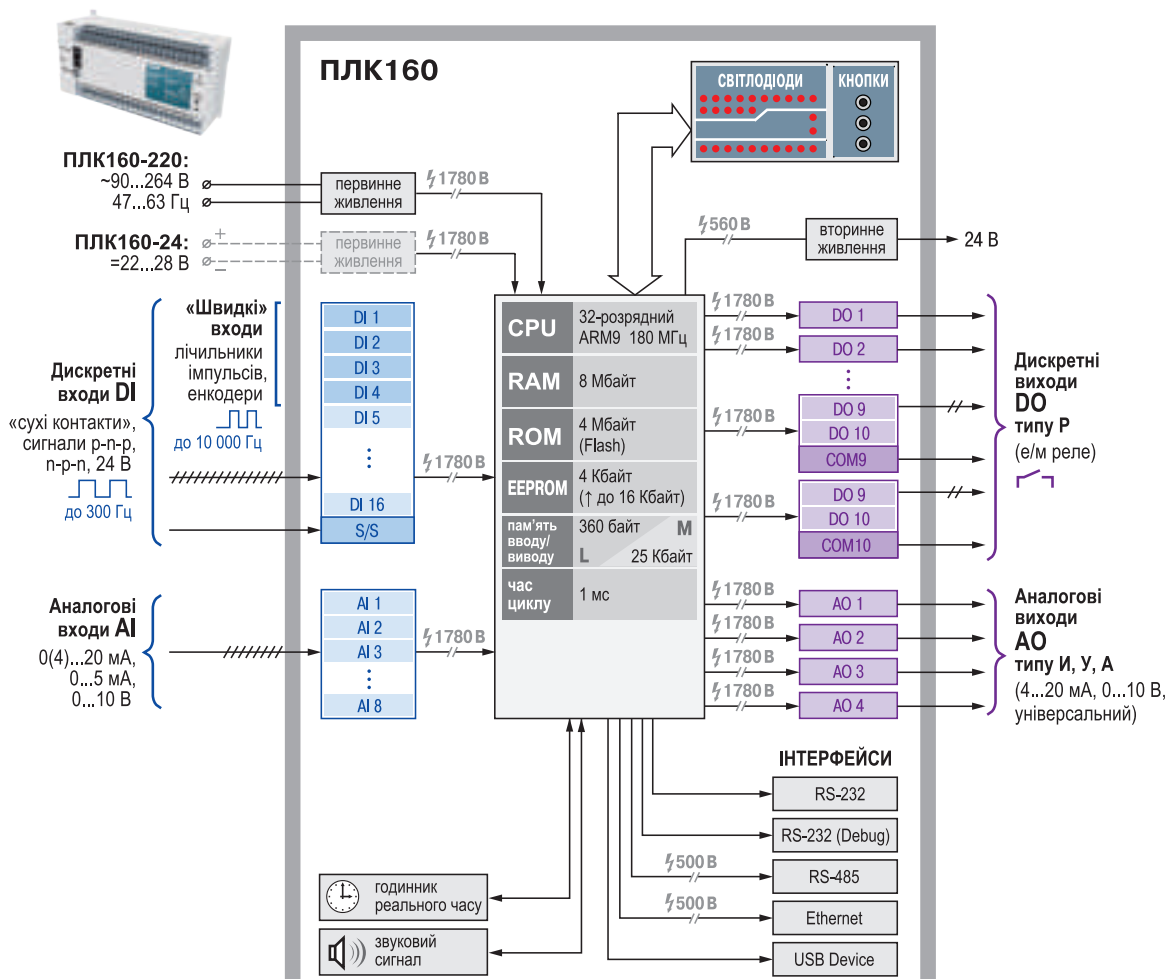 ПЛК160
СВІТЛОДІОДИ
КНОПКИ
ПЛК160-220:
~90...264 В
47...63 Гц
первинне
живлення
1780 В
ПЛК160-24:
=22...28 В
+
–
первинне
живлення
1780 В
560 В
вторинне
живлення
24 В
Дискретні
входи DI
«сухі контакти»,
сигнали p-n-p,
n-p-n, 24 В
до 300 Гц
«Швидкі»
входи
лічильники
імпульсів,
енкодери
до 10 000 Гц
DI 1
DI 2
DI 3
DI 4
DI 5
DI 16
S/S
1780 В
Аналогові
входи AI
0(4)...20 мА,
0...5 мА,
0...10 В
AI 1
AI 2
AI 3
AI 8
1780 В
CPU
32-розрядний
ARM9 180 МГц
RAM
8 Мбайт
ROM
4 Мбайт
(Flash)
EEPROM
4 Кбайт
(↑ до 16 Кбайт)
пам'ять
вводу/
виводу
360 байт
M
L
25 Кбайт
час
циклу
1 мс
1780 В
DO 1
1780 В
DO 2
1780 В
DO 9
DO 10
COM9
1780 В
DO 9
DO 10
COM10
Дискретні
виходи
DO
типу Р
(е/м реле)
1780 В
AO 1
1780 В
AO 2
1780 В
AO 3
1780 В
AO 4
Аналогові
виходи
AO
типу И, У, А
(4...20 мА, 0...10 В,
універсальний)
ІНТЕРФЕЙСИ
RS-232
RS-232 (Debug)
500 В
RS-485
500 В
Ethernet
USB Device
годинник
реального часу
звуковий
сигнал